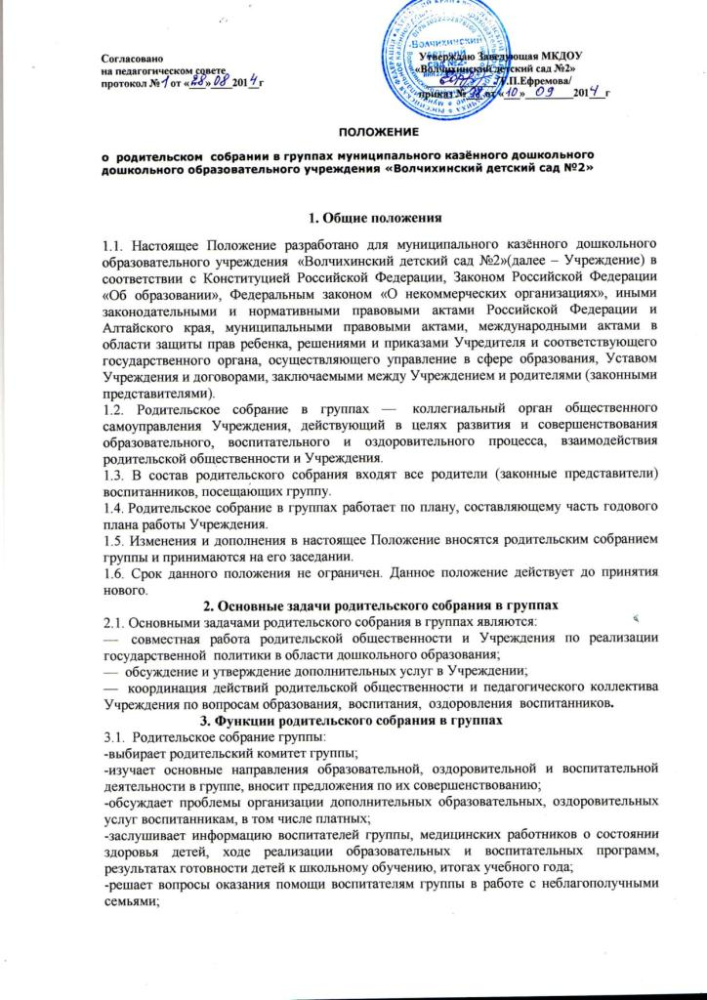 Согласовано
на педагогическом совете
протокол № 1 от «28» 08 2014 г
Утверждаю Заведующая МКДОУ
«Волчихинский детский сад №2»
Л.П.Ефремова/
приказ № от «10» 09 2014 г
Волчихинский
детский
сад №2
ПОЛОЖЕНИЕ
о родительском собрании в группах муниципального казённого дошкольного
дошкольного образовательного учреждения «Волчихинский детский сад №2»
1. Общие положения
1.1. Настоящее Положение разработано для муниципального казённого дошкольного
образовательного учреждения «Волчихинский детский сад №2»(далее – Учреждение) в
соответствии с Конституцией Российской Федерации, Законом Российской Федерации
«Об образовании», Федеральным законом «О некоммерческих организациях», иными
законодательными и нормативными правовыми актами Российской Федерации и
Алтайского края, муниципальными правовыми актами, международными актами в
области защиты прав ребенка, решениями и приказами Учредителя и соответствующего
государственного органа, осуществляющего управление в сфере образования, Уставом
Учреждения и договорами, заключаемыми между Учреждением и родителями (законными
представителями).
1.2. Родительское собрание в группах — коллегиальный орган общественного
самоуправления Учреждения, действующий в целях развития и совершенствования
образовательного, воспитательного и оздоровительного процесса, взаимодействия
родительской общественности и Учреждения.
1.3. В состав родительского собрания входят все родители (законные представители)
воспитанников, посещающих группу.
1.4. Родительское собрание в группах работает по плану, составляющему часть годового
плана работы Учреждения.
1.5. Изменения и дополнения в настоящее Положение вносятся родительским собранием
группы и принимаются на его заседании.
1.6. Срок данного положения не ограничен. Данное положение действует до принятия
нового.
2. Основные задачи родительского собрания в группах
2.1. Основными задачами родительского собрания в группах являются:
— совместная работа родительской общественности и Учреждения по реализации
государственной политики в области дошкольного образования;
— обсуждение и утверждение дополнительных услуг в Учреждении;
— координация действий родительской общественности и педагогического коллектива
Учреждения по вопросам образования, воспитания, оздоровления воспитанников.
3. Функции родительского собрания в группах
3.1. Родительское собрание группы:
-выбирает родительский комитет группы;
-изучает основные направления образовательной, оздоровительной и воспитательной
деятельности в группе, вносит предложения по их совершенствованию;
-обсуждает проблемы организации дополнительных образовательных, оздоровительных
услуг воспитанникам, в том числе платных;
-заслушивает информацию воспитателей группы, медицинских работников о состоянии
здоровья детей, ходе реализации образовательных и воспитательных программ,
результатах готовности детей к школьному обучению, итогах учебного года;
-решает вопросы оказания помощи воспитателям группы в работе с неблагополучными
семьями;